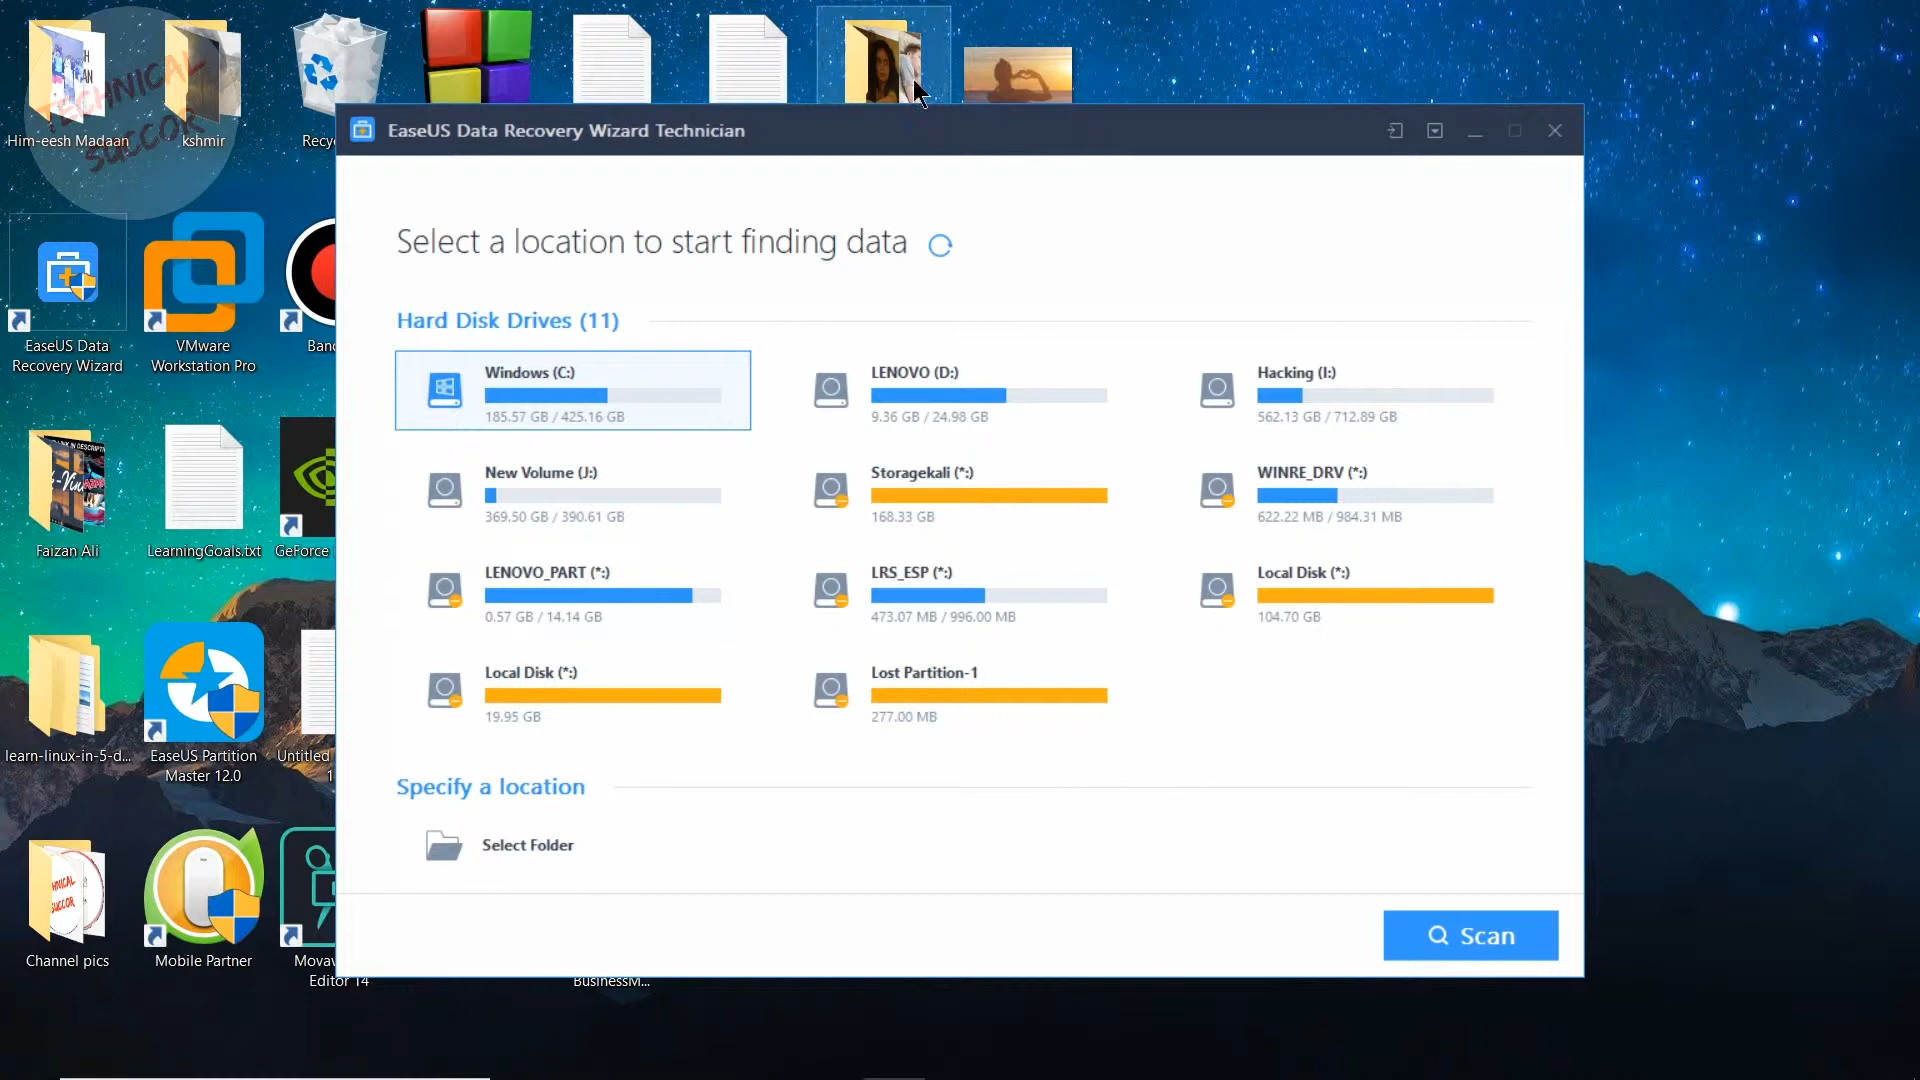 Him-eesh Madaan
kshmir
TECHNICAL
SUCCOR
EaseUS Data Recovery Wizard Technician
Select a location to start finding data
Hard Disk Drives (11)
Windows (C:)
185.57 GB / 425.16 GB
LENOVO (D:)
9.36 GB / 24.98 GB
Hacking (I:)
562.13 GB / 712.89 GB
New Volume (J:)
369.50 GB / 390.61 GB
Storagekali (*:)
168.33 GB
WINRE_DRV (*:)
622.22 MB / 984.31 MB
LENOVO_PART (*:)
0.57 GB / 14.14 GB
LRS_ESP (*:)
473.07 MB / 996.00 MB
Local Disk (*:)
104.70 GB
Local Disk (*:)
19.95 GB
Lost Partition-1
277.00 MB
Specify a location
Select Folder
Scan
EaseUS Data
Recovery Wizard
VMware
Workstation Pro
Faizan Ali
LearningGoals.txt
GeForce
learn-linux-in-5-d...
EaseUS Partition
Master 12.0
Untitled
Channel pics
Mobile Partner
Editor 14
BusinessM...